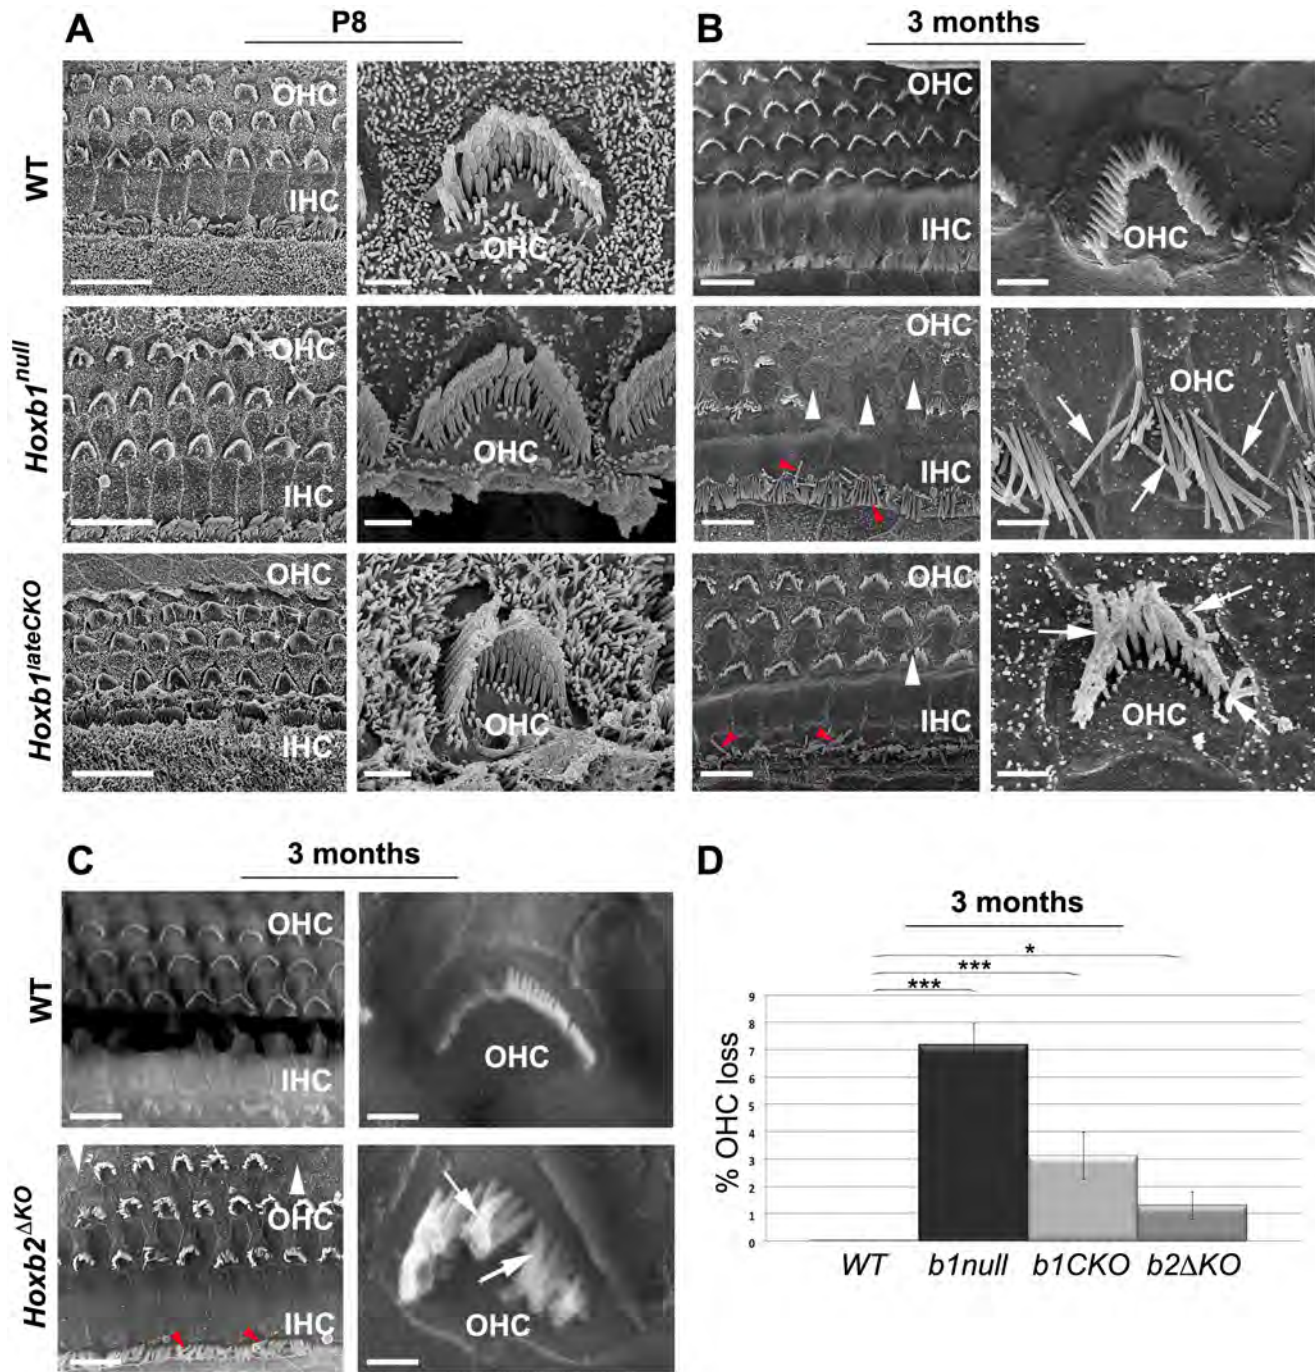 A
P8
B
3 months
WT
OHC
IHC
OHC
OHC
IHC
OHC
Hoxb1null
OHC
IHC
OHC
OHC
IHC
OHC
Hoxb1lateCKO
OHC
IHC
OHC
OHC
IHC
OHC
C
3 months
WT
OHC
IHC
OHC
Hoxb2ΔKO
OHC
IHC
OHC
D
3 months
*
***
***
% OHC loss
9
8
7
6
5
4
3
2
1
0
WT b1null b1CKO b2ΔKO